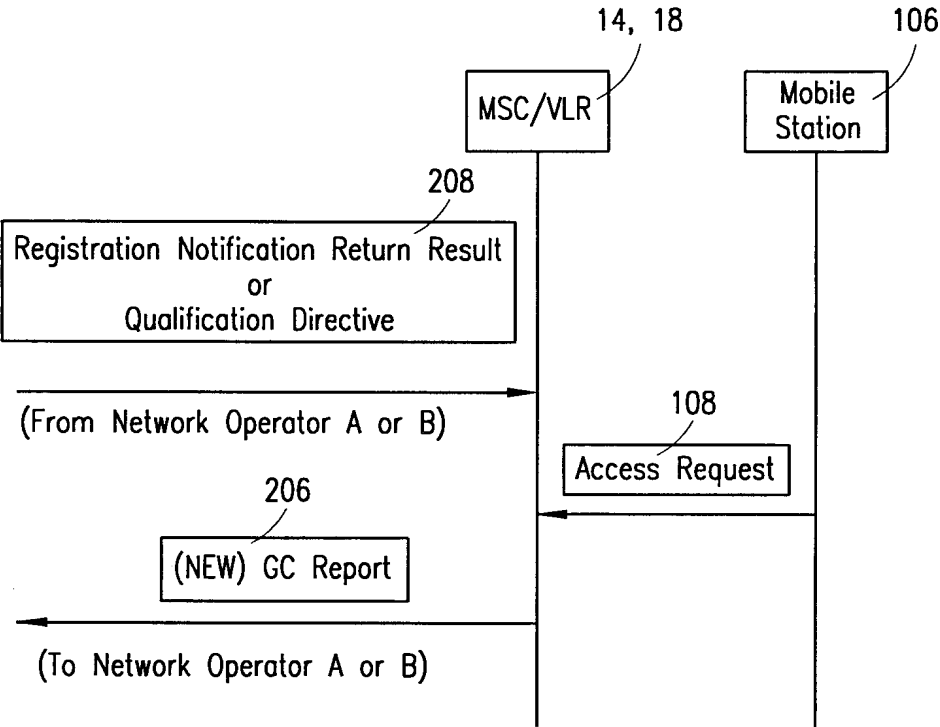 14, 18
106
MSC/VLR
Mobile
Station
208
Registration Notification Return Result
or
Qualification Directive
(From Network Operator A or B)
108
Access Request
206
(NEW) GC Report
(To Network Operator A or B)